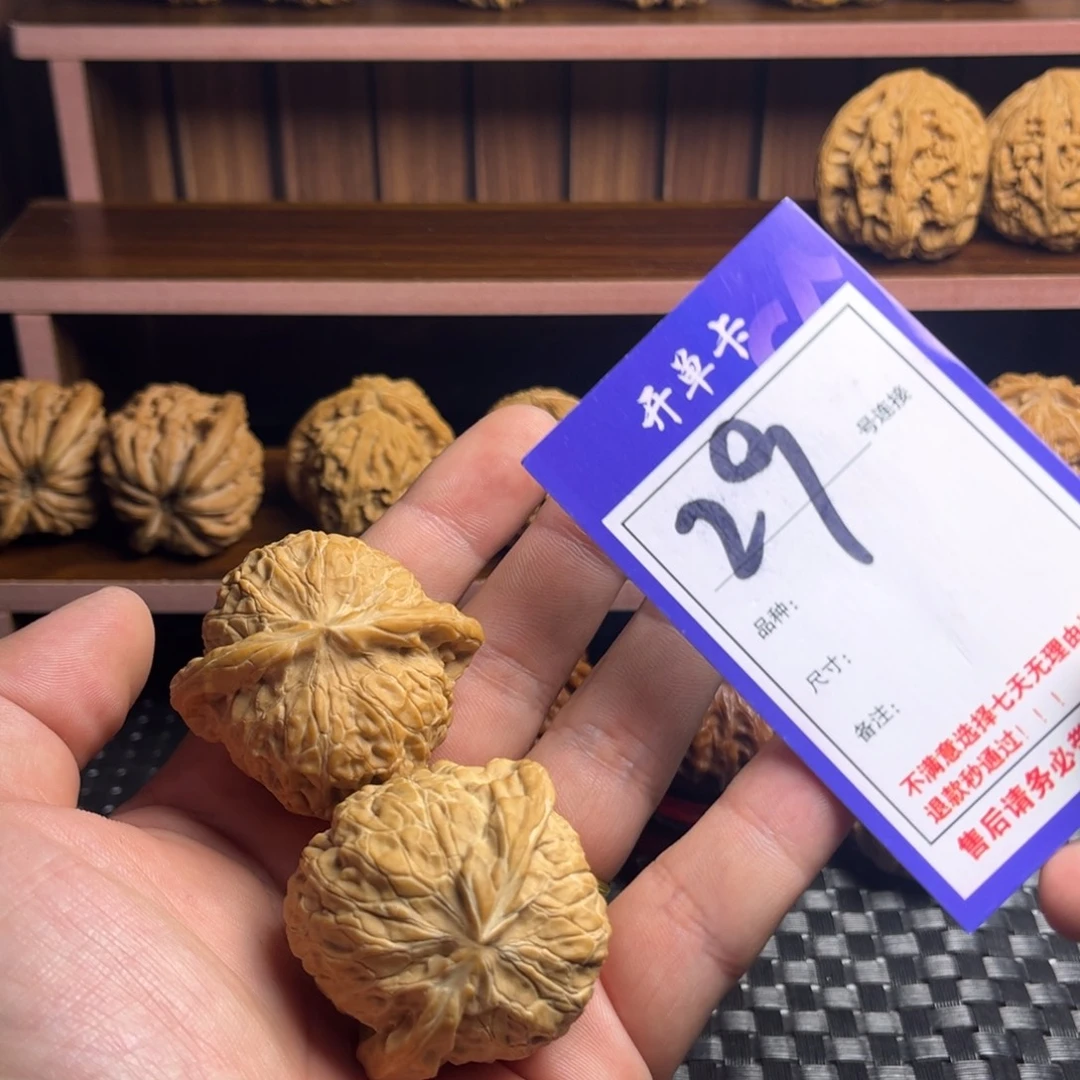 开单卡
29 号连接
品种：
尺寸：
备注：
不满意选择七天无理由
退款秒通过！！！
售后请务必